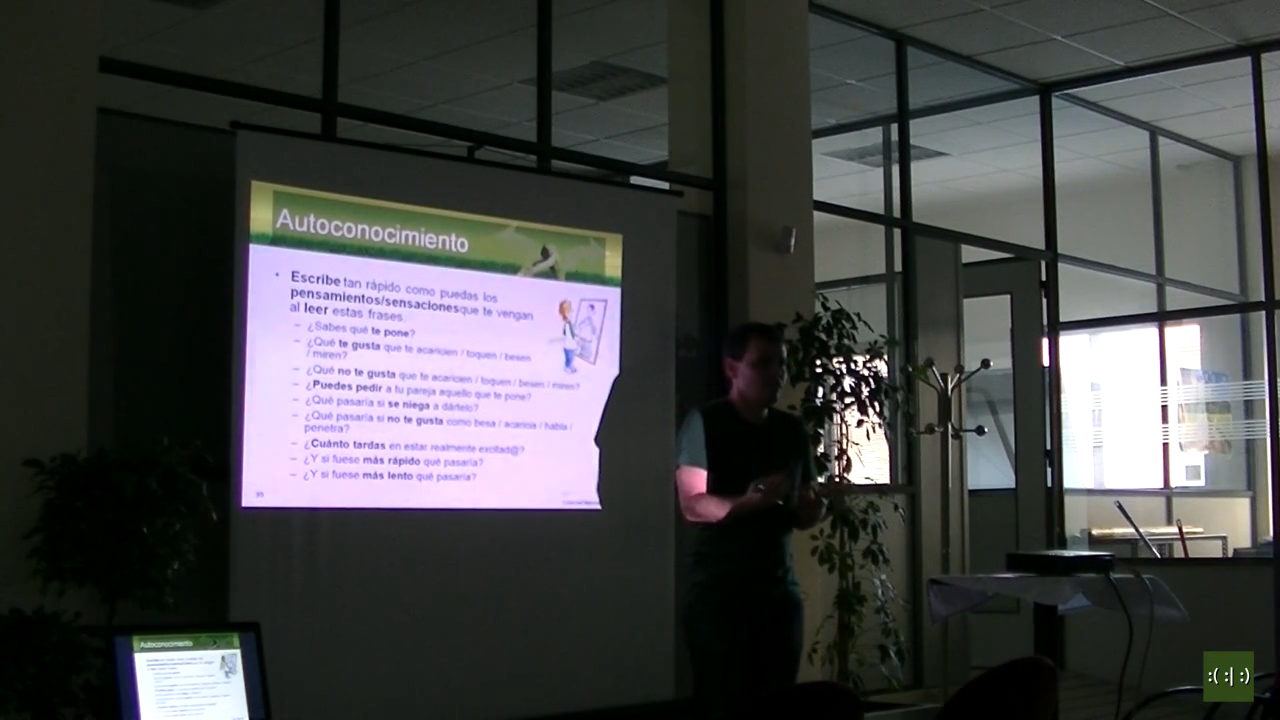 Autoconocimiento
• Escribe tan rápido como puedas los
pensamientos/sensaciones que te vengan
al leer estas frases.
– ¿Sabes qué te pone?
– ¿Qué te gusta que te acaricien / toquen / besen
/ miren?
– ¿Qué no te gusta que te acaricien / toquen / besen / miren?
– ¿Puedes pedir a tu pareja aquello que te pone?
– ¿Qué pasaría si se niega a dártelo?
– ¿Qué pasaría si no te gusta como besa / acaricia / habla /
penetra?
– ¿Cuánto tardas en estar realmente excitad@?
– ¿Y si fuese más rápido qué pasaría?
– ¿Y si fuese más lento qué pasaría?
Autoconocimiento
:( :| :)